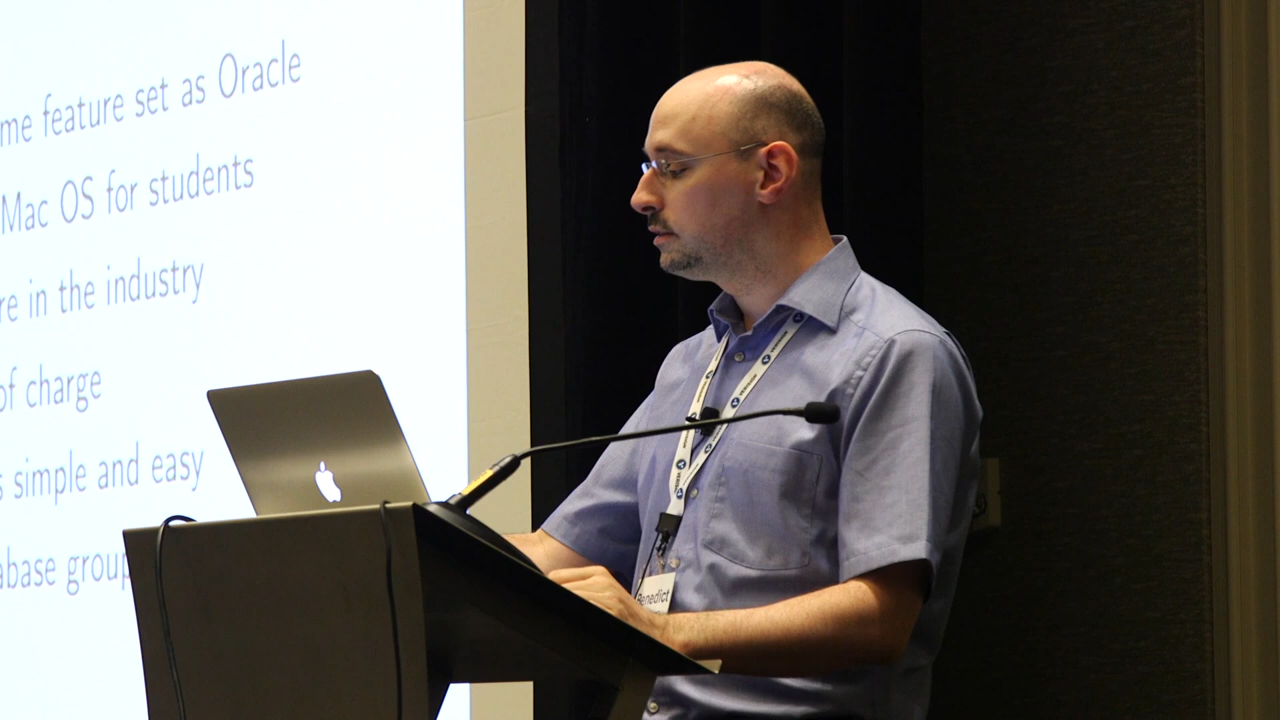 me feature set as Oracle
Mac OS for students
re in the industry
of charge
s simple and easy
abase group
Benedict